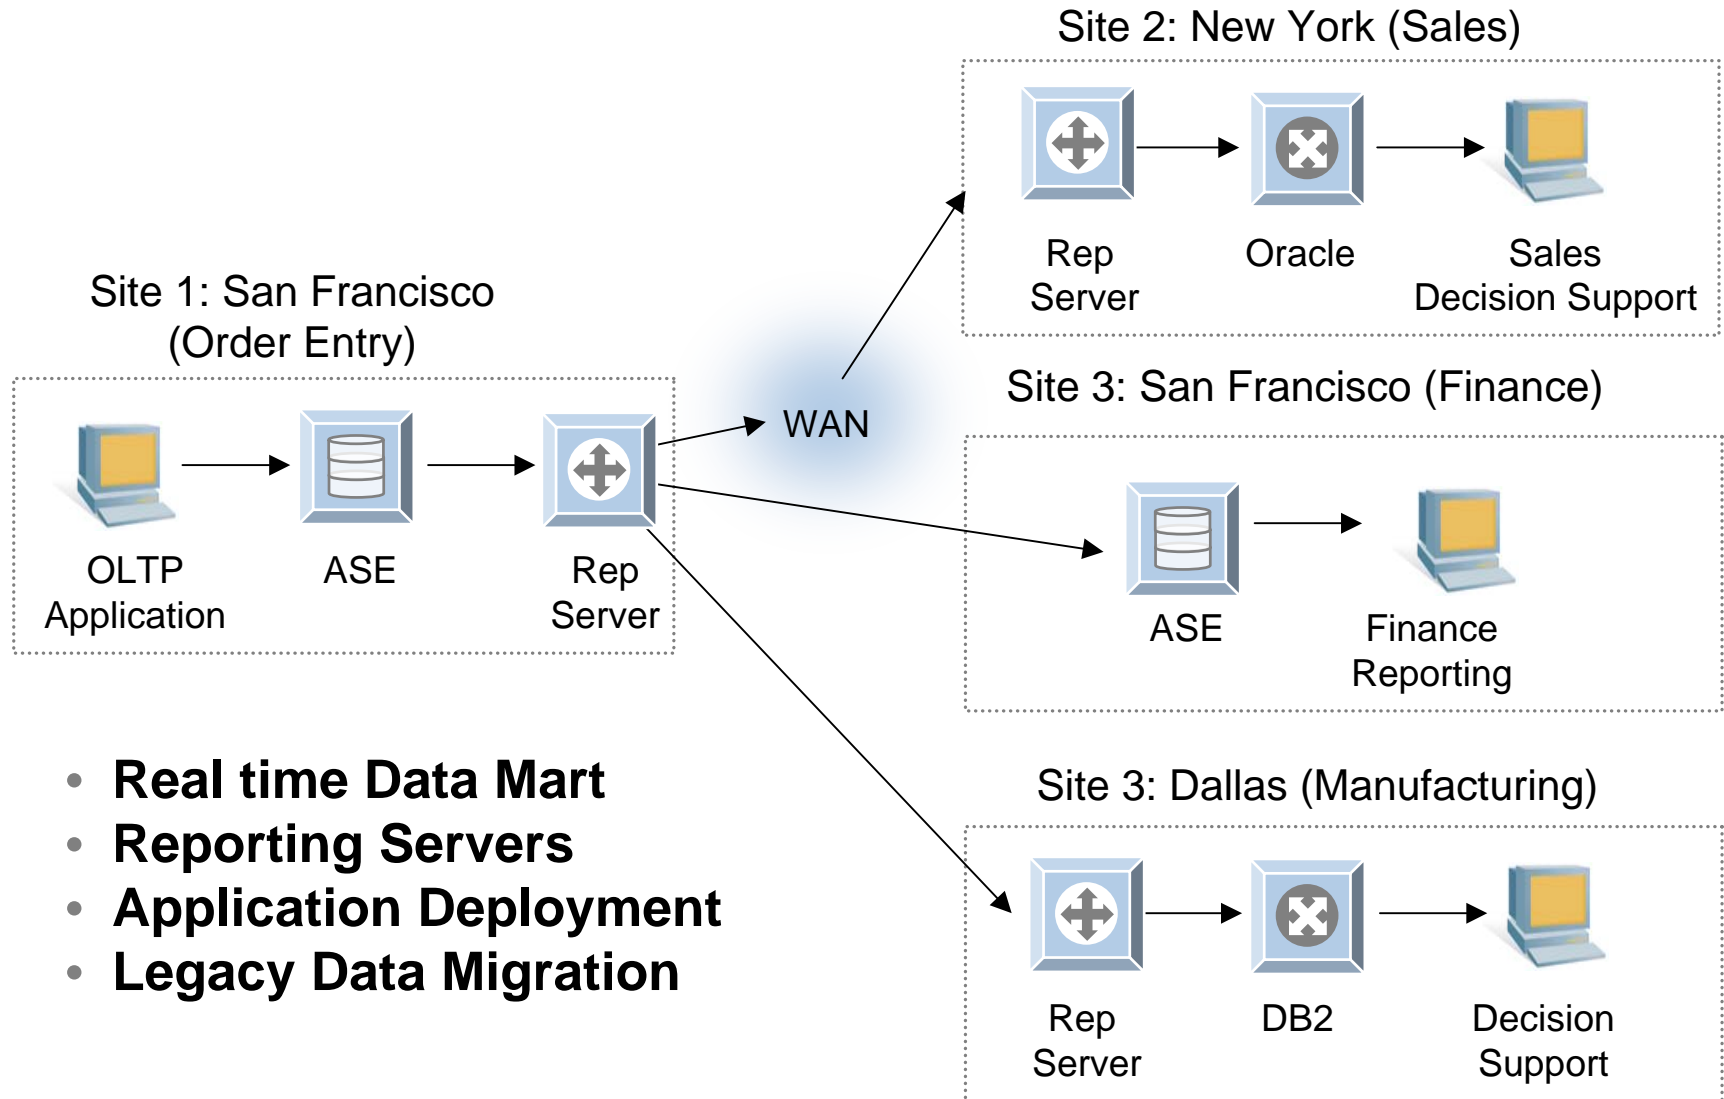 Site 2: New York (Sales)
Rep
Server
Oracle
Sales
Decision Support
Site 1: San Francisco
(Order Entry)
OLTP
Application
ASE
Rep
Server
WAN
Site 3: San Francisco (Finance)
ASE
Finance
Reporting
• Real time Data Mart
• Reporting Servers
• Application Deployment
• Legacy Data Migration
Site 3: Dallas (Manufacturing)
Rep
Server
DB2
Decision
Support